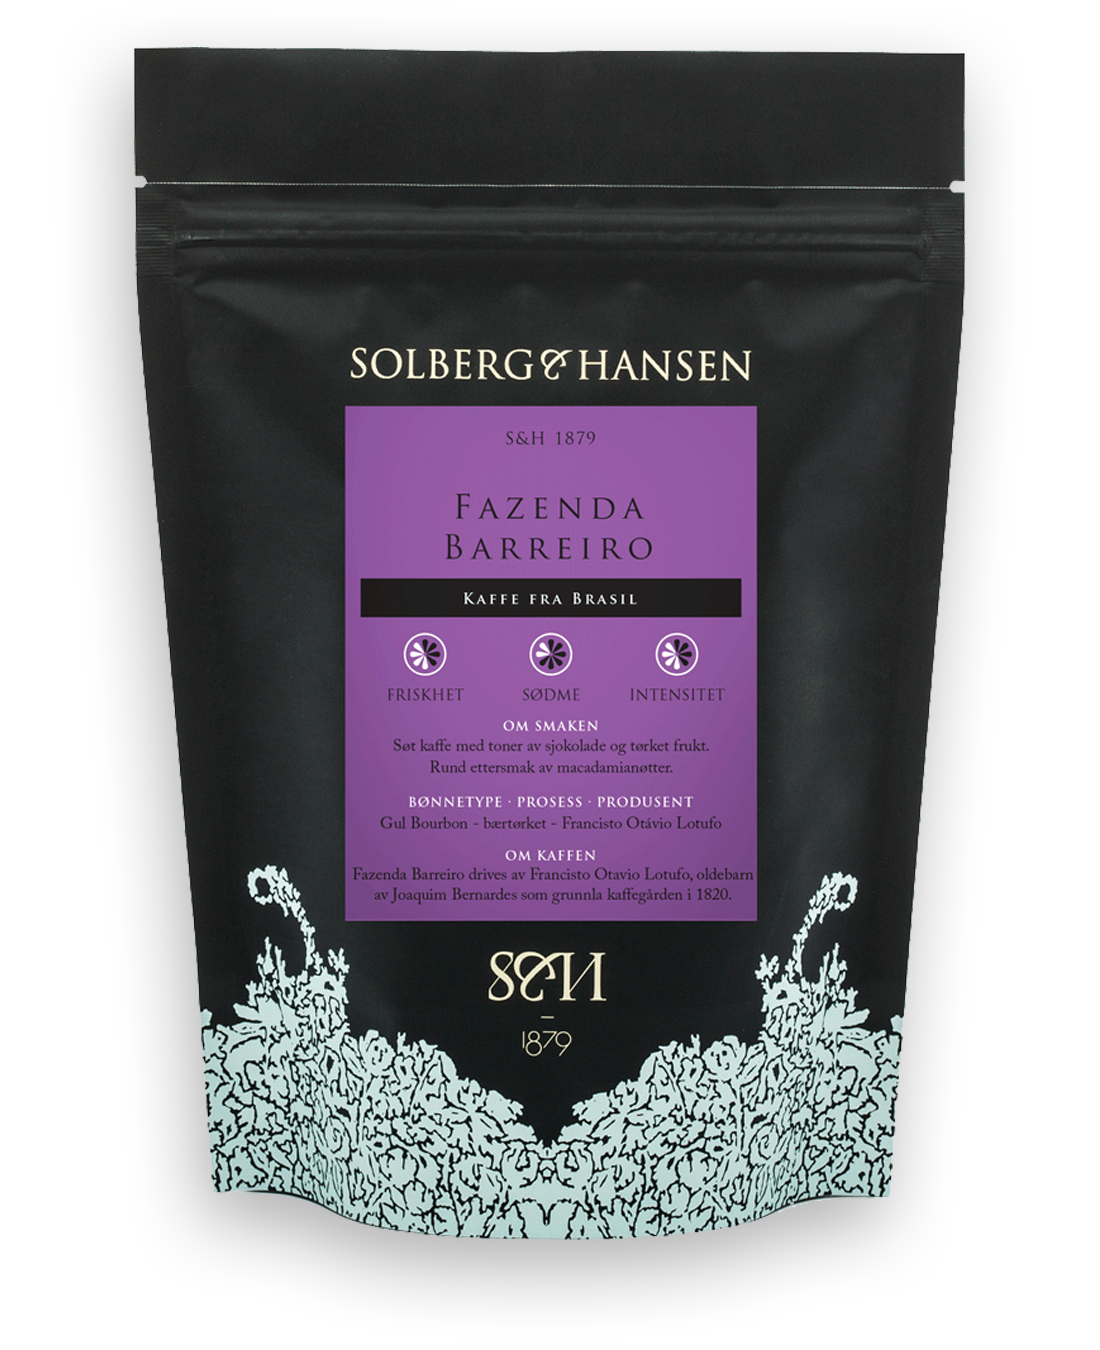 SOLBERG & HANSEN
S&H 1879
FAZENDA
BARREIRO
KAFFE FRA BRASIL
FRISKHET SØDME INTENSITET
OM SMAKEN
Søt kaffe med toner av sjokolade og tørket frukt.
Rund ettersmak av macadamianøtter.
BØNNETYPE · PROSESS · PRODUSENT
Gul Bourbon - bærtørket - Francisto Otávio Lotufo
OM KAFFEN
Fazenda Barreiro drives av Francisto Otavio Lotufo, oldebarn
av Joaquim Bernardes som grunnla kaffegården i 1820.
S&H
1879